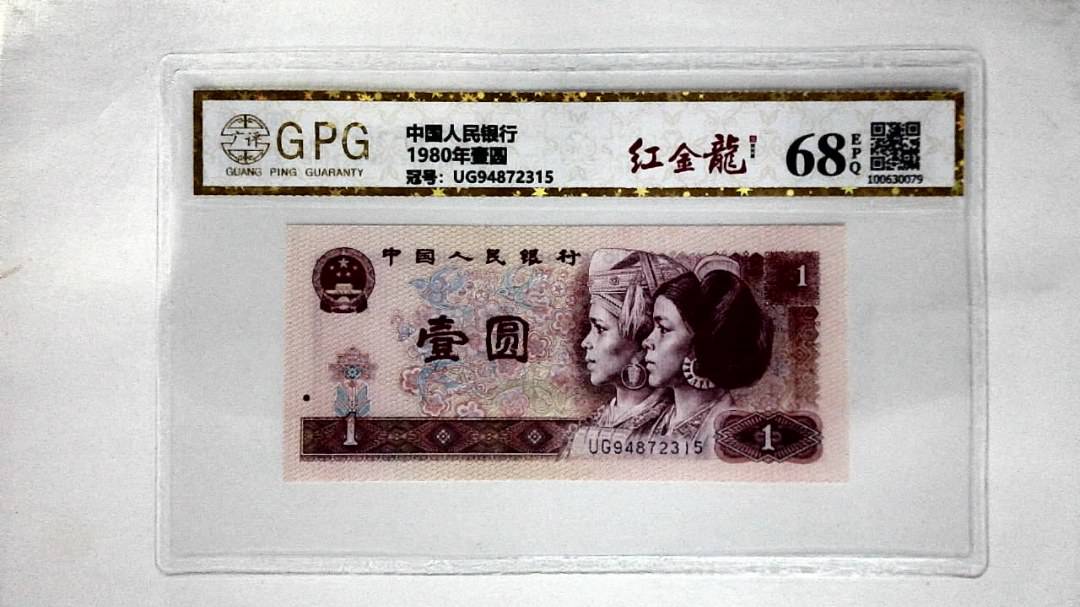 广评
GPG
GUANG PING GUARANTY
中国人民银行
1980年壹圆
冠号：UG94872315
红金龍
68
EPQ
100630079
中国人民银行
1
壹圆
1
UG94872315
1